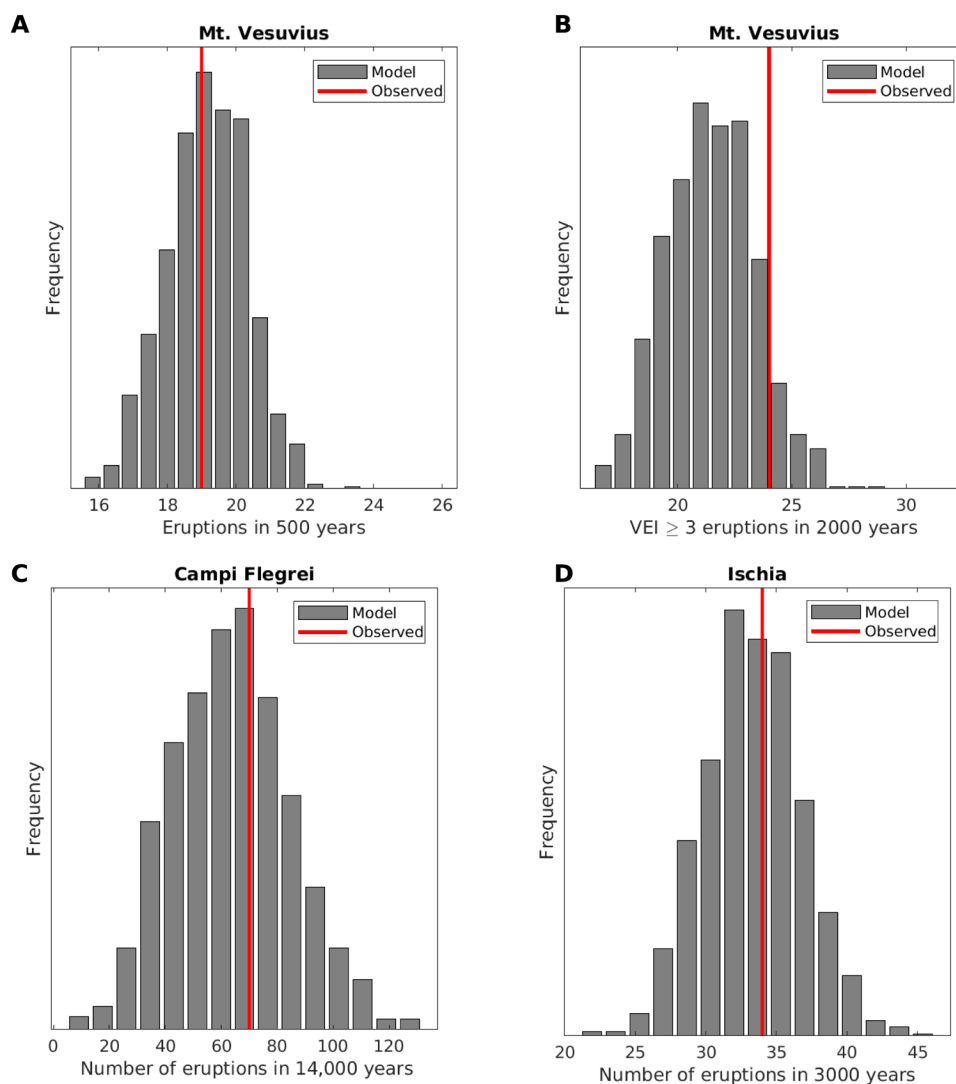 A
Mt. Vesuvius
Model
Observed
Frequency
16 18 20 22 24 26
Eruptions in 500 years
B
Mt. Vesuvius
Model
Observed
Frequency
20 25 30
VEI ≥ 3 eruptions in 2000 years
C
Campi Flegrei
Model
Observed
Frequency
0 20 40 60 80 100 120
Number of eruptions in 14,000 years
D
Ischia
Model
Observed
Frequency
20 25 30 35 40 45
Number of eruptions in 3000 years